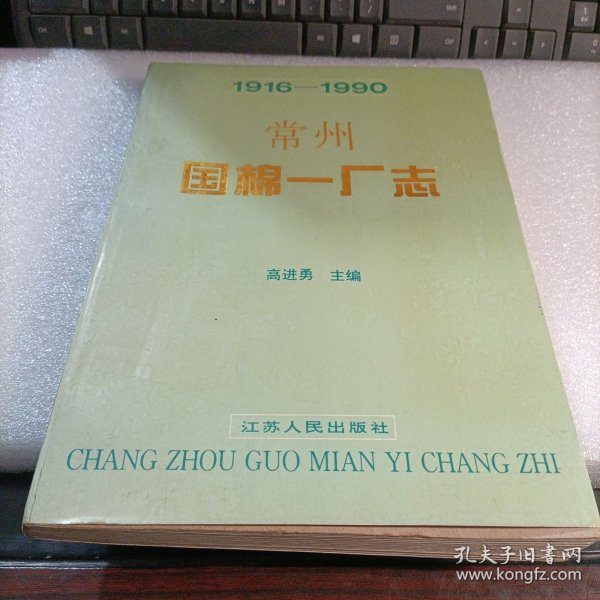 1916—1990
常州
国棉一厂志
高进勇 主编
江苏人民出版社
CHANG ZHOU GUO MIAN YI CHANG ZHI
孔夫子旧书网
www.kongfz.com